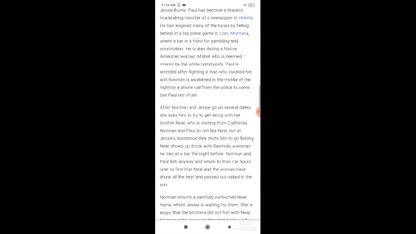 Jessie Burns. Paul has become a fearless
muckraking reporter at a newspaper in Helena.
He has angered many of the locals by falling
behind in a big poker game in Lolo, Montana,
where a bar is a front for gambling and
prostitution. He is also dating a Native
American woman, Mabel, who is deemed
inferior by the white community. Paul is
arrested after fighting a man who insulted her,
and Norman is awakened in the middle of the
night by a phone call from the police to come
bail Paul out of jail.
After Norman and Jessie go on several dates,
she asks him to try to get along with her
brother Neal, who is visiting from California.
Norman and Paul do not like Neal, but at
Jessie's insistence they invite him to go fishing.
Neal shows up drunk with Rawhide, a woman
he met at a bar the night before. Norman and
Paul fish anyway and return to their car hours
later to find that Neal and the woman have
drunk all the beer and passed out naked in the
sun.
Norman returns a painfully sunburned Neal
home, where Jessie is waiting for them. She is
angry that the brothers did not fish with Neal.